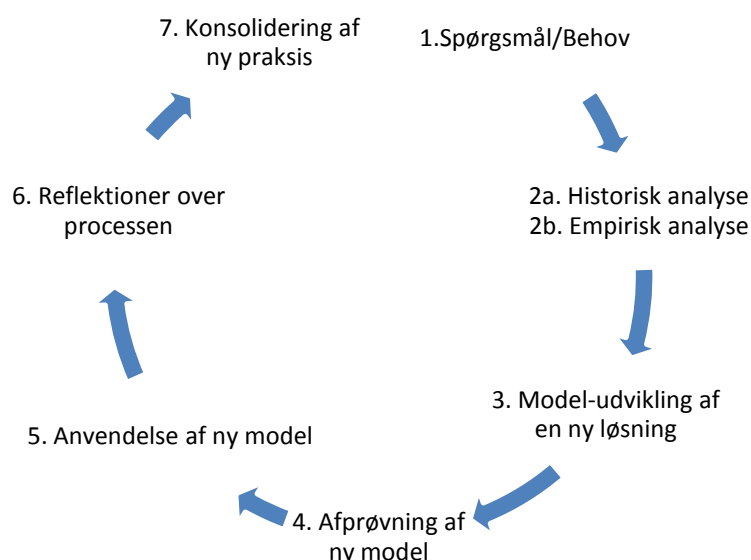 1.Spørgsmål/Behov
2a. Historisk analyse
2b. Empirisk analyse
3. Model-udvikling af
en ny løsning
4. Afprøvning af
ny model
5. Anvendelse af ny model
6. Reflektioner over
processen
7. Konsolidering af
ny praksis